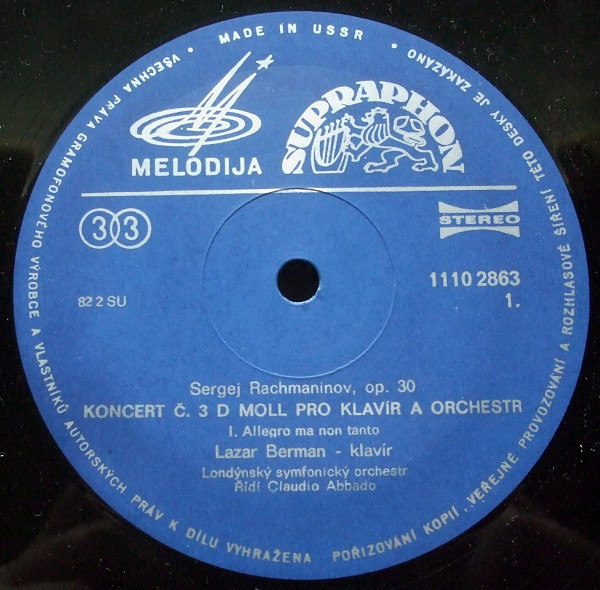 • MADE IN USSR •
VŠECHNA PRÁVA GRAMOFONOVÉHO VÝROBCE A VLASTNÍKŮ AUTORSKÝCH PRÁV K DÍLU VYHRAŽENA. POŘIZOVÁNÍ KOPIÍ, VEŘEJNÉ PROVOZOVÁNÍ A ROZHLASOVÉ ŠÍŘENÍ TÉTO DESKY JE ZAKÁZÁNO
MELODIJA
SUPRAPHON
33
STEREO
1110 2863
82 2 SU
1.
Sergej Rachmaninov, op. 30
KONCERT Č. 3 D MOLL PRO KLAVÍR A ORCHESTR
I. Allegro ma non tanto
Lazar Berman - klavír
Londýnský symfonický orchestr
Řídí Claudio Abbado